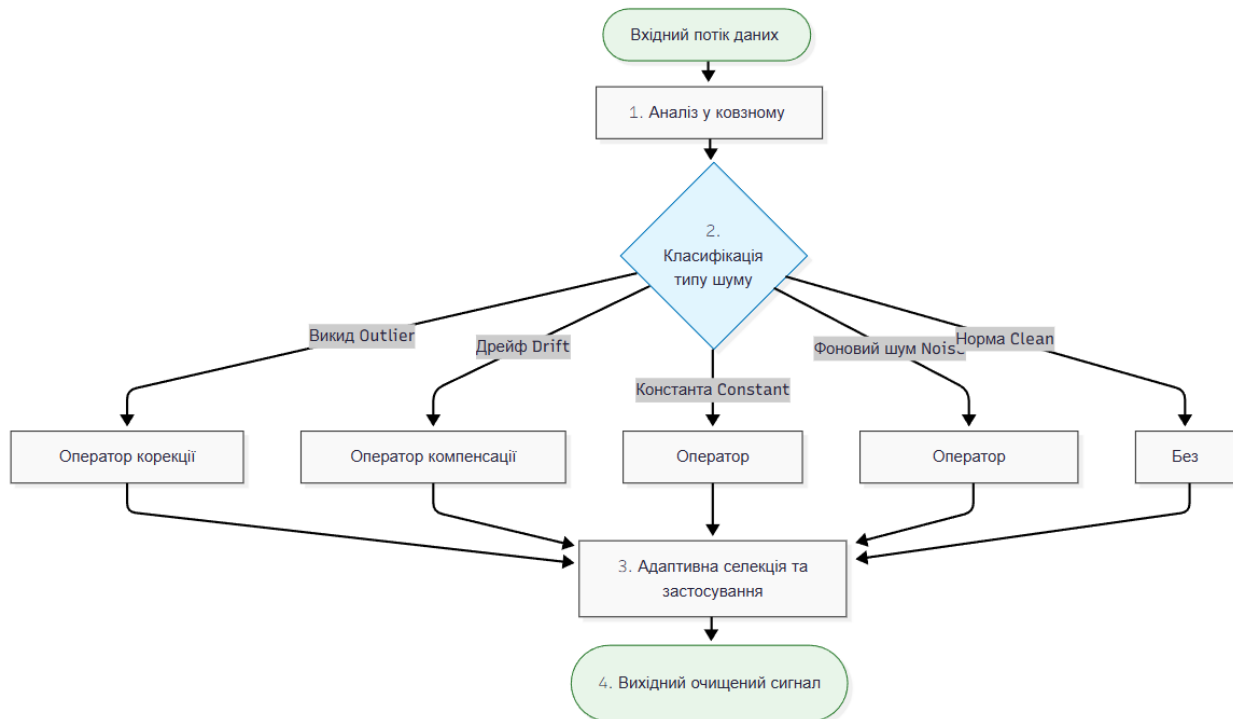 Вхідний потік даних
1. Аналіз у ковзному
2.
Класифікація
типу шуму
Викид Outlier
Дрейф Drift
Константа Constant
Фоновий шум Noise
Норма Clean
Оператор корекції
Оператор компенсації
Оператор
Оператор
Без
3. Адаптивна селекція та
застосування
4. Вихідний очищений сигнал